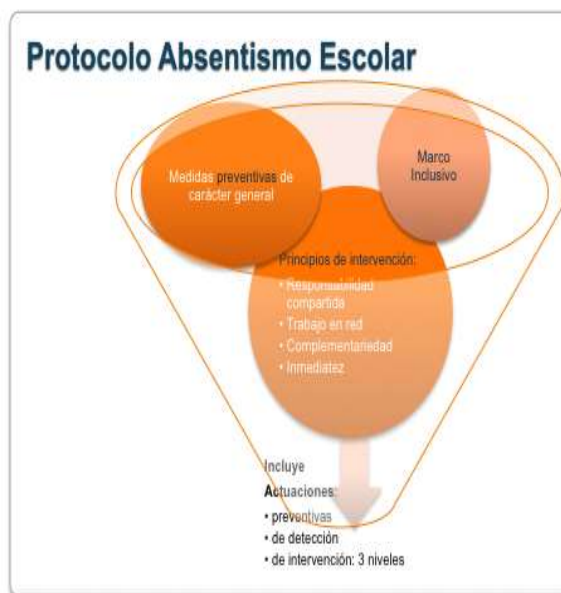 Protocolo Absentismo Escolar
Medidas preventivas de
carácter general
Marco
Inclusivo
Principios de intervención:
• Responsabilidad
compartida
• Trabajo en red
• Complementariedad
• Inmediatez
Incluye
Actuaciones:
• preventivas
• de detección
• de intervención: 3 niveles